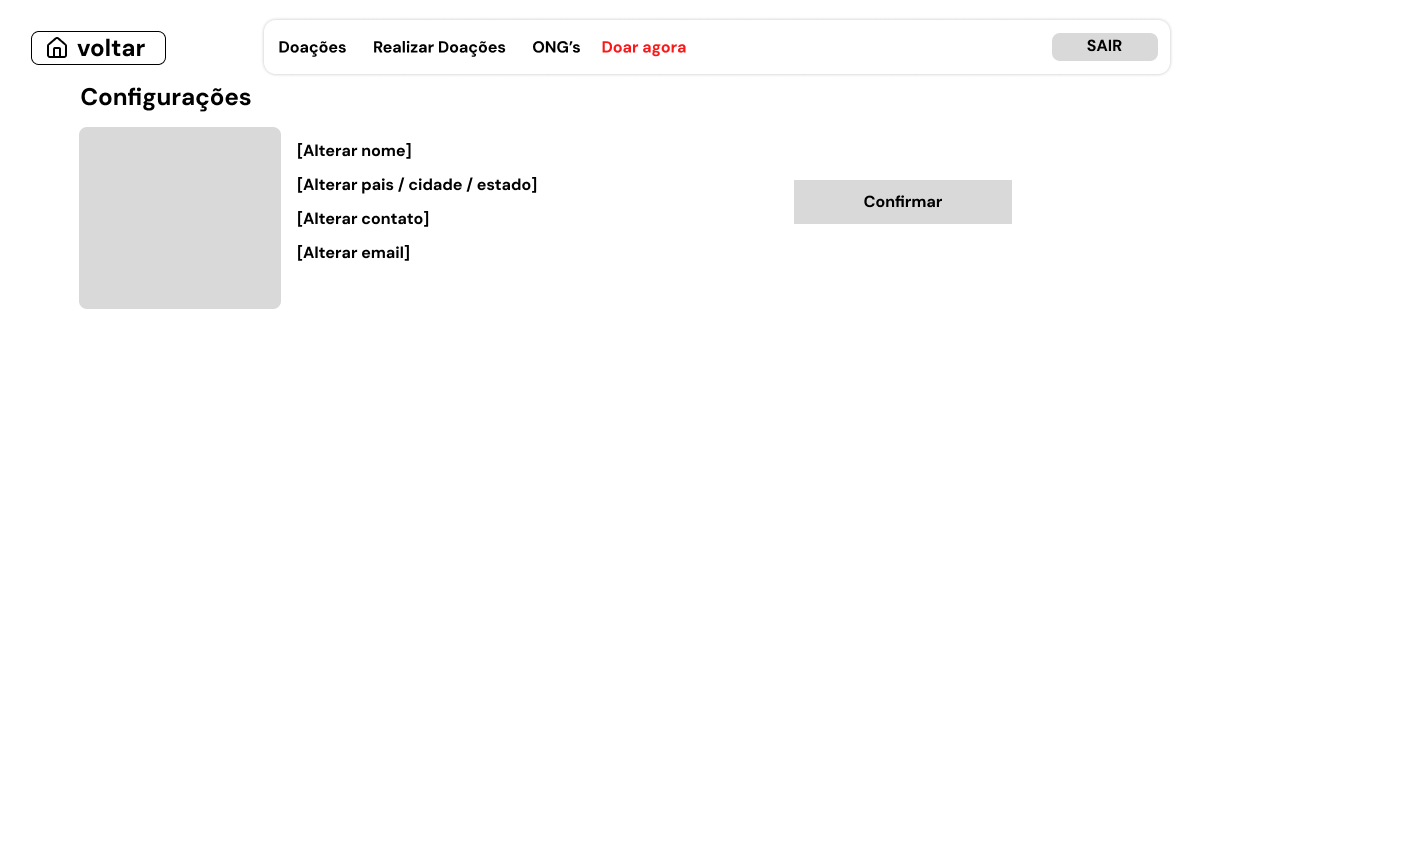 voltar
Doações Realizar Doações ONG’s Doar agora SAIR
Configurações
[Alterar nome]
[Alterar pais / cidade / estado]
Confirmar
[Alterar contato]
[Alterar email]